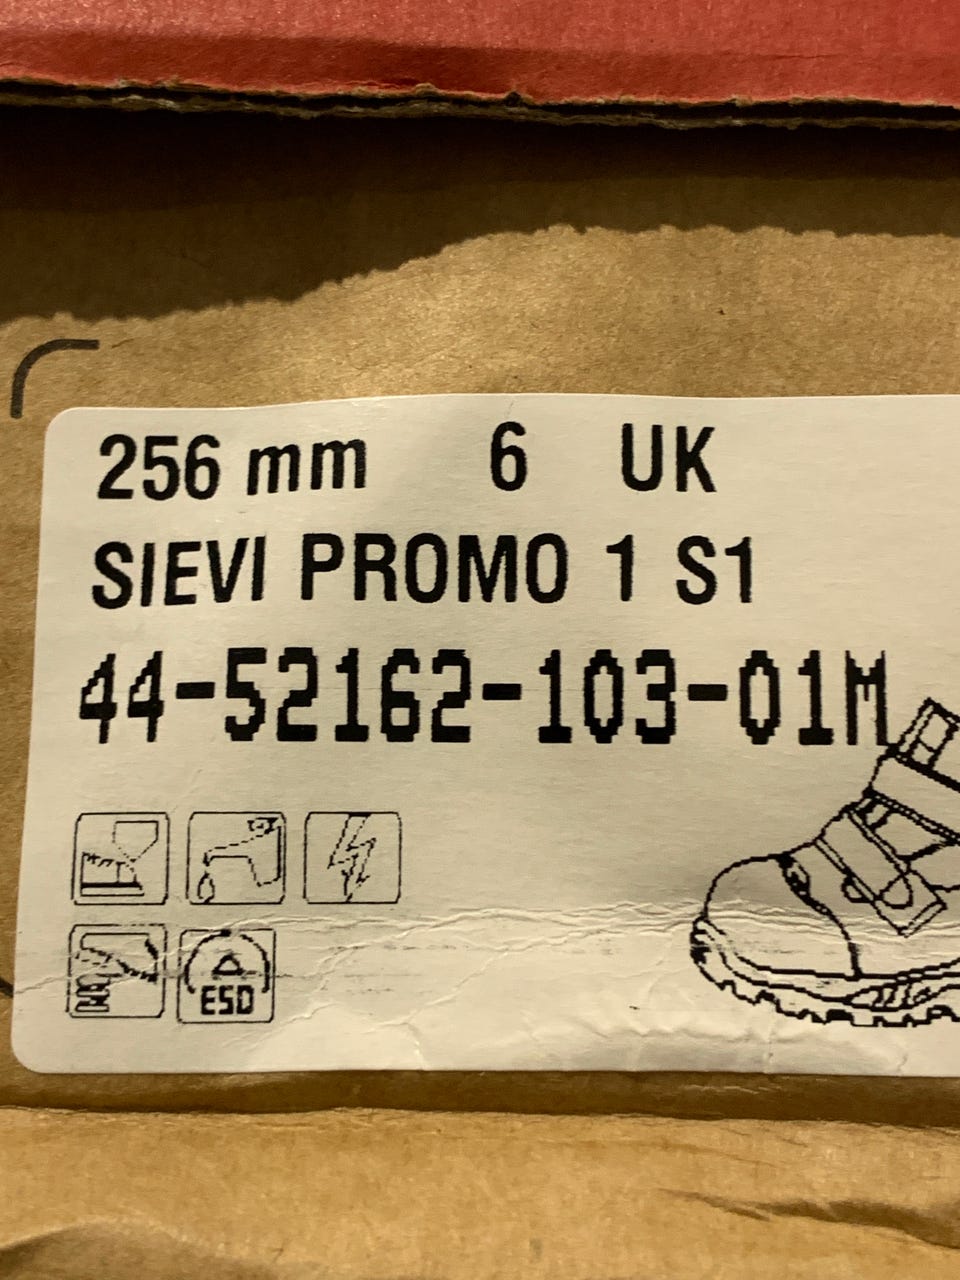 256 mm 6 UK
SIEVI PROMO 1 S1
44-52162-103-01M
ESD